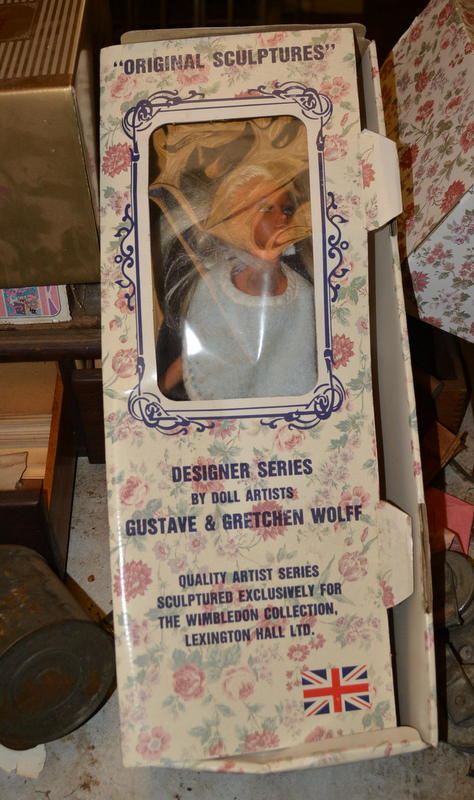 "ORIGINAL SCULPTURES"
DESIGNER SERIES
BY DOLL ARTISTS
GUSTAVE & GRETCHEN WOLFF
QUALITY ARTIST SERIES
SCULPTURED EXCLUSIVELY FOR
THE WIMBLEDON COLLECTION,
LEXINGTON HALL LTD.